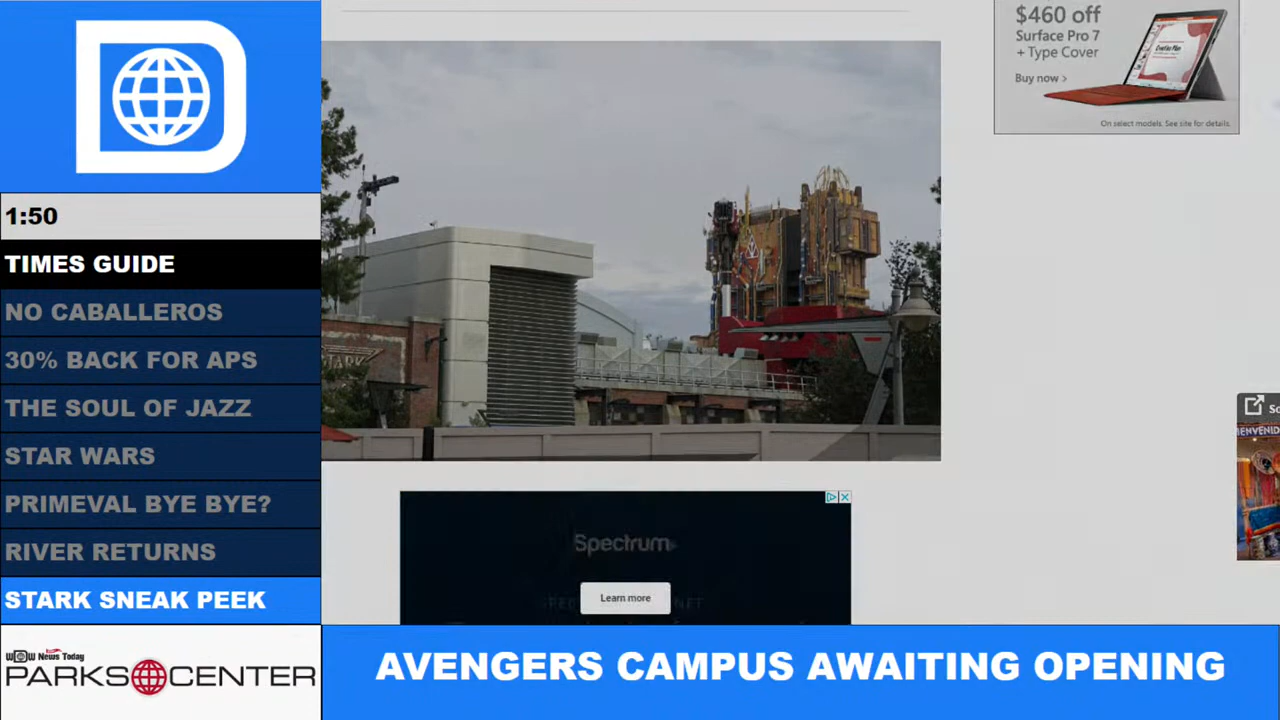 1:50
TIMES GUIDE
NO CABALLEROS
30% BACK FOR APS
THE SOUL OF JAZZ
STAR WARS
PRIMEVAL BYE BYE?
RIVER RETURNS
STARK SNEAK PEEK
WDW News Today
PARKSCENTER
$460 off
Surface Pro 7
+ Type Cover
Buy now >
On select models. See site for details.
STARK
Spectrum
Learn more
AVENGERS CAMPUS AWAITING OPENING